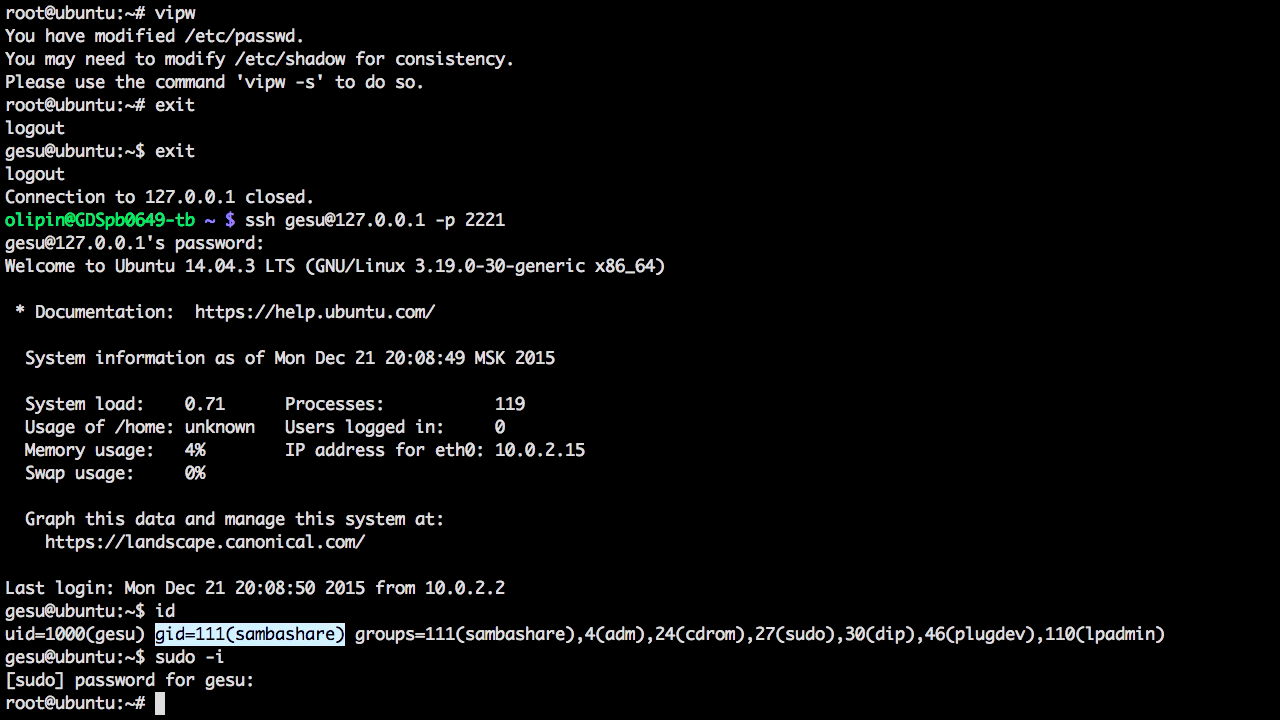 root@ubuntu:~# vipw
You have modified /etc/passwd.
You may need to modify /etc/shadow for consistency.
Please use the command 'vipw -s' to do so.
root@ubuntu:~# exit
logout
gesu@ubuntu:~$ exit
logout
Connection to 127.0.0.1 closed.
olipin@GDSpb0649-tb ~ $ ssh gesu@127.0.0.1 -p 2221
gesu@127.0.0.1's password:
Welcome to Ubuntu 14.04.3 LTS (GNU/Linux 3.19.0-30-generic x86_64)
* Documentation:  https://help.ubuntu.com/
System information as of Mon Dec 21 20:08:49 MSK 2015
System load:    0.71      Processes:           119
Usage of /home: unknown   Users logged in:     0
Memory usage:   4%        IP address for eth0: 10.0.2.15
Swap usage:     0%
Graph this data and manage this system at:
https://landscape.canonical.com/
Last login: Mon Dec 21 20:08:50 2015 from 10.0.2.2
gesu@ubuntu:~$ id
uid=1000(gesu) gid=111(sambashare) groups=111(sambashare),4(adm),24(cdrom),27(sudo),30(dip),46(plugdev),110(lpadmin)
gesu@ubuntu:~$ sudo -i
[sudo] password for gesu:
root@ubuntu:~#